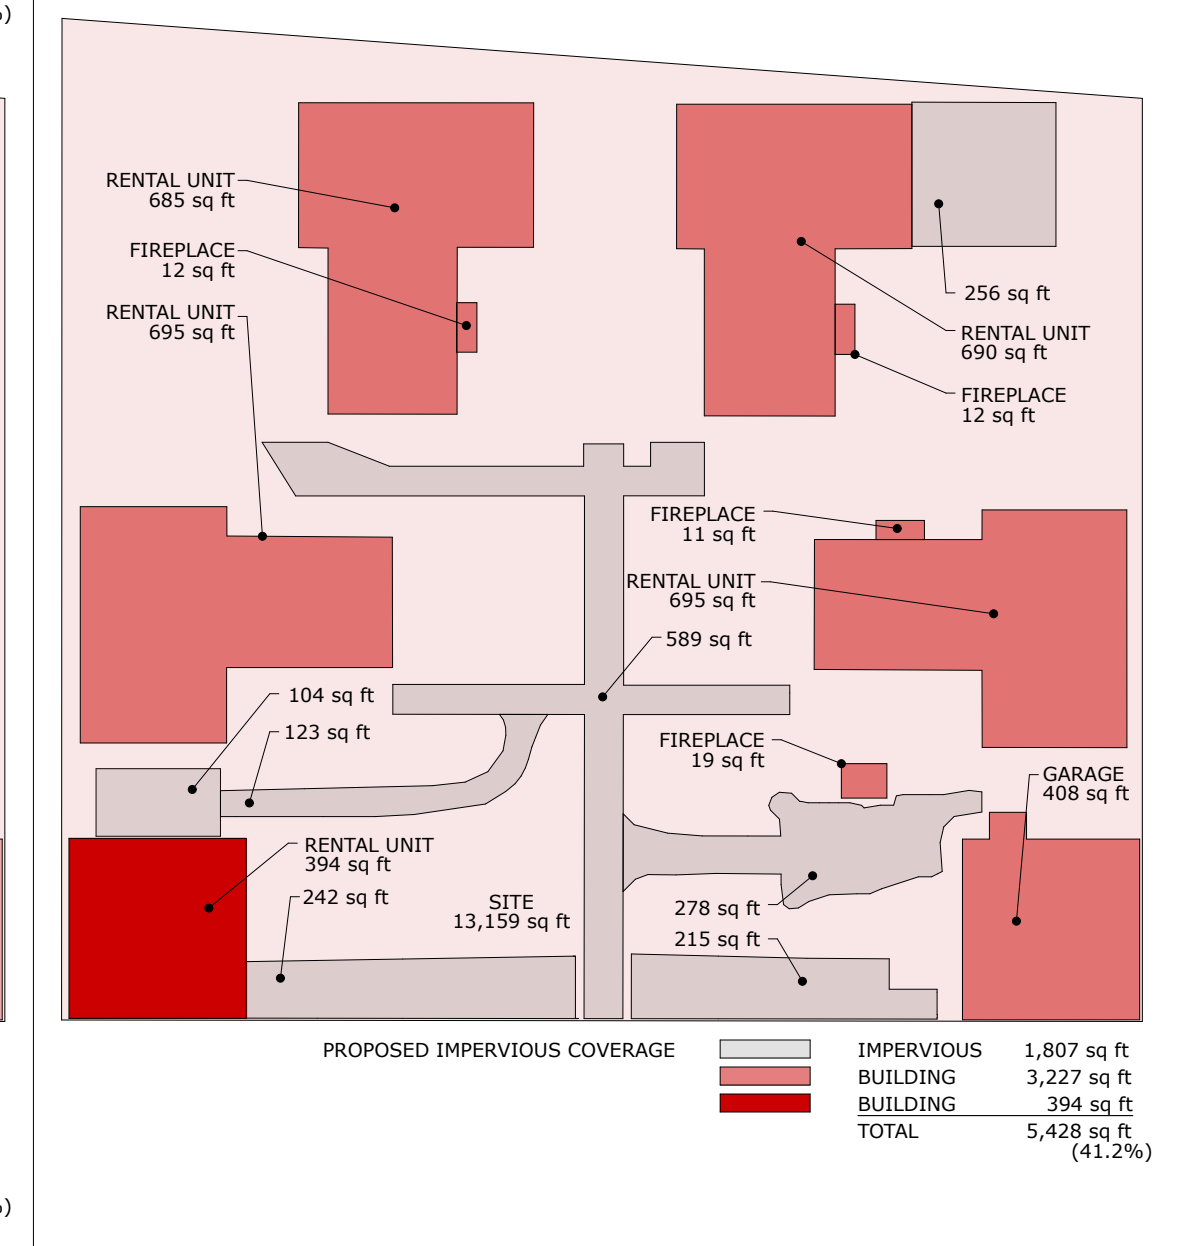 )
RENTAL UNIT
685 sq ft
FIREPLACE
12 sq ft
RENTAL UNIT
695 sq ft
256 sq ft
RENTAL UNIT
690 sq ft
FIREPLACE
12 sq ft
FIREPLACE
11 sq ft
RENTAL UNIT
695 sq ft
589 sq ft
104 sq ft
123 sq ft
FIREPLACE
19 sq ft
GARAGE
408 sq ft
RENTAL UNIT
394 sq ft
242 sq ft
SITE
13,159 sq ft
278 sq ft
215 sq ft
PROPOSED IMPERVIOUS COVERAGE
IMPERVIOUS 1,807 sq ft
BUILDING 3,227 sq ft
BUILDING 394 sq ft
TOTAL 5,428 sq ft
(41.2%)
)